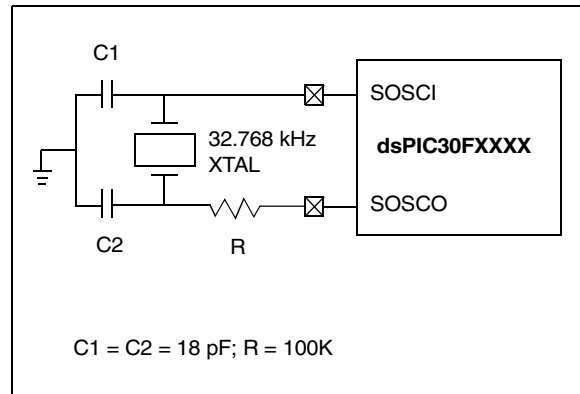 C1
SOSCI
32.768 kHz
XTAL
dsPIC30FXXXX
SOSCO
C2
R
C1 = C2 = 18 pF; R = 100K